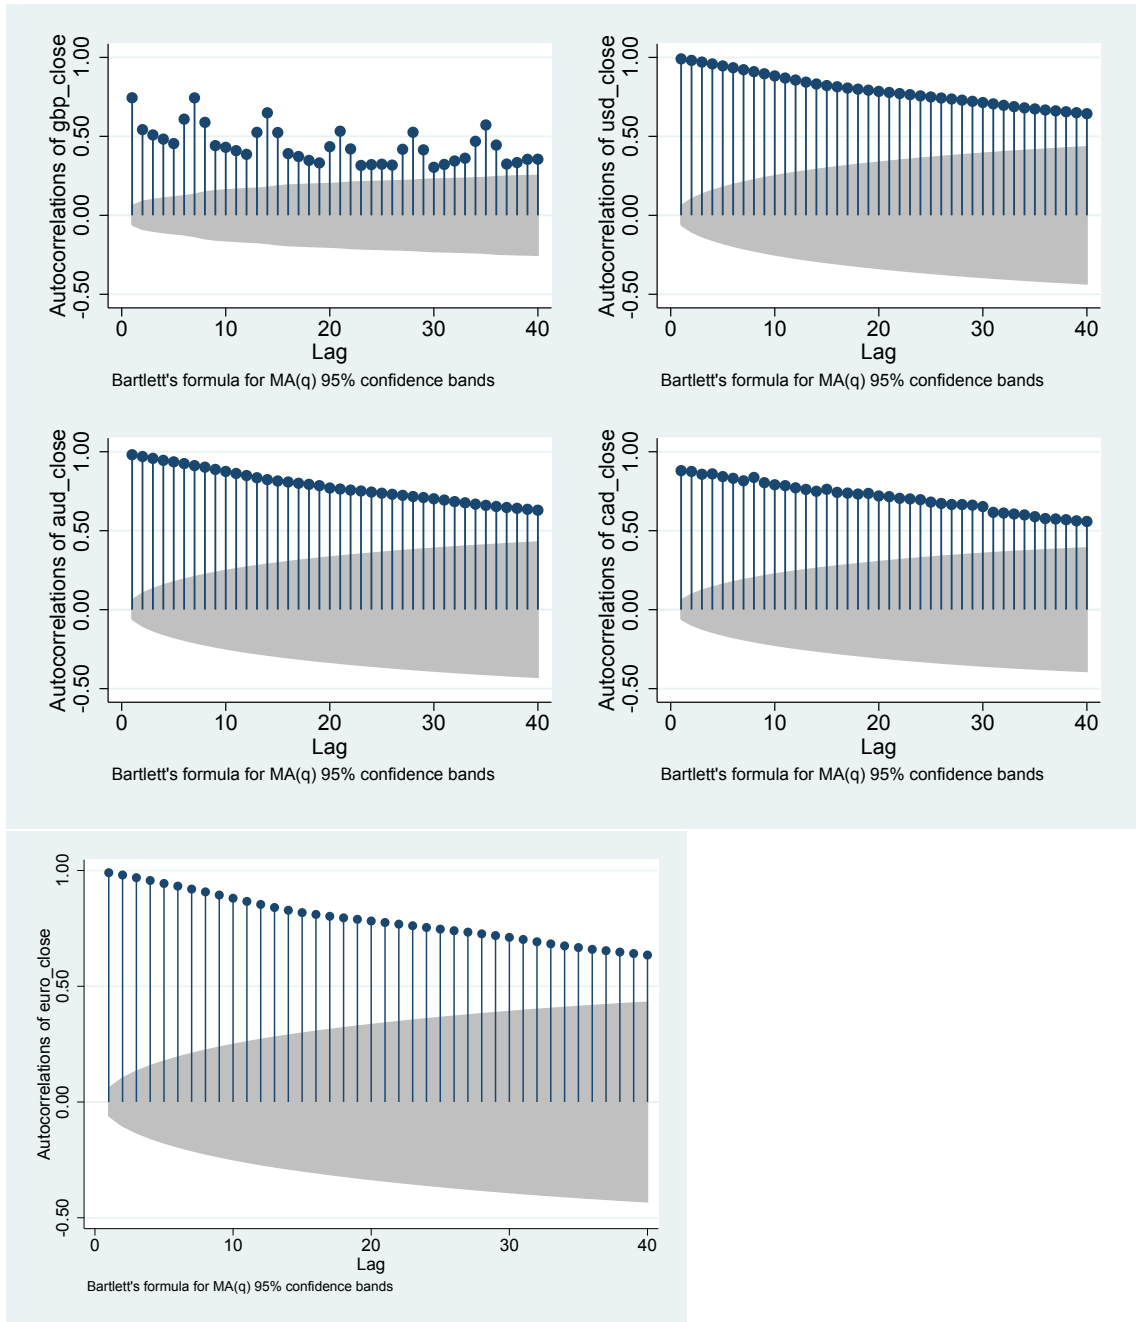 Autocorrelations of gbp_close
1.00
0.50
0.00
-0.50
0 10 20 30 40
Lag
Bartlett's formula for MA(q) 95% confidence bands
Autocorrelations of usd_close
1.00
0.50
0.00
-0.50
0 10 20 30 40
Lag
Bartlett's formula for MA(q) 95% confidence bands
Autocorrelations of aud_close
1.00
0.50
0.00
-0.50
0 10 20 30 40
Lag
Bartlett's formula for MA(q) 95% confidence bands
Autocorrelations of cad_close
1.00
0.50
0.00
-0.50
0 10 20 30 40
Lag
Bartlett's formula for MA(q) 95% confidence bands
Autocorrelations of euro_close
1.00
0.50
0.00
-0.50
0 10 20 30 40
Lag
Bartlett's formula for MA(q) 95% confidence bands